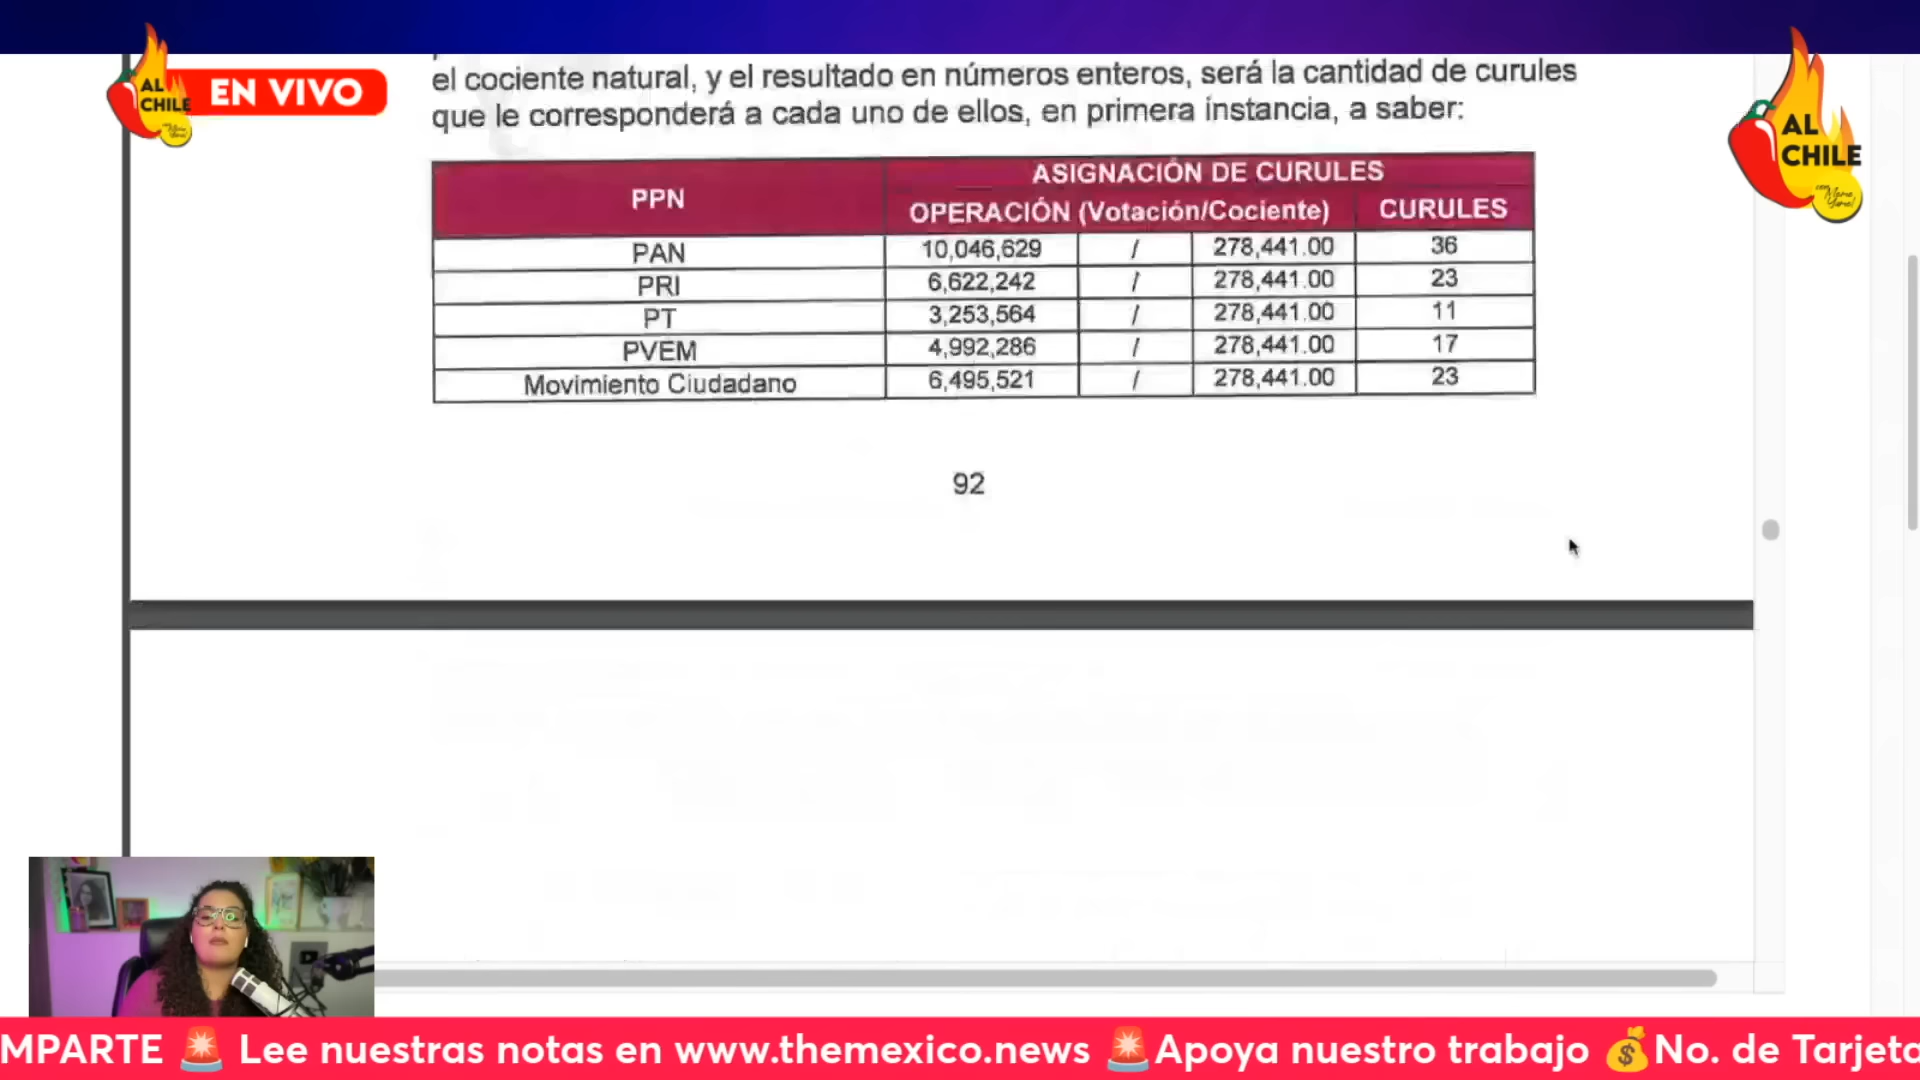 AL
CHILE
EN VIVO
el cociente natural, y el resultado en números enteros, será la cantidad de curules
que le corresponderá a cada uno de ellos, en primera instancia, a saber:
AL
CHILE
PPN ASIGNACIÓN DE CURULES
OPERACIÓN (Votación/Cociente) CURULES
PAN 10,046,629 / 278,441.00 36
PRI 6,622,242 / 278,441.00 23
PT 3,253,564 / 278,441.00 11
PVEM 4,992,286 / 278,441.00 17
Movimiento Ciudadano 6,495,521 / 278,441.00 23
92
MPARTE 🚨 Lee nuestras notas en www.themexico.news 🚨Apoya nuestro trabajo 💰No. de Tarjeta